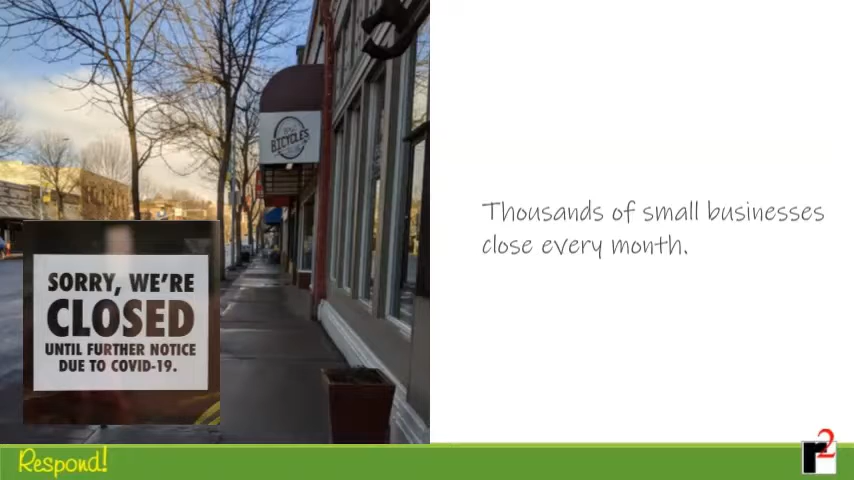 BICYCLES
SORRY, WE'RE
CLOSED
UNTIL FURTHER NOTICE
DUE TO COVID-19.
Thousands of small businesses
close every month.
Respond!
r2